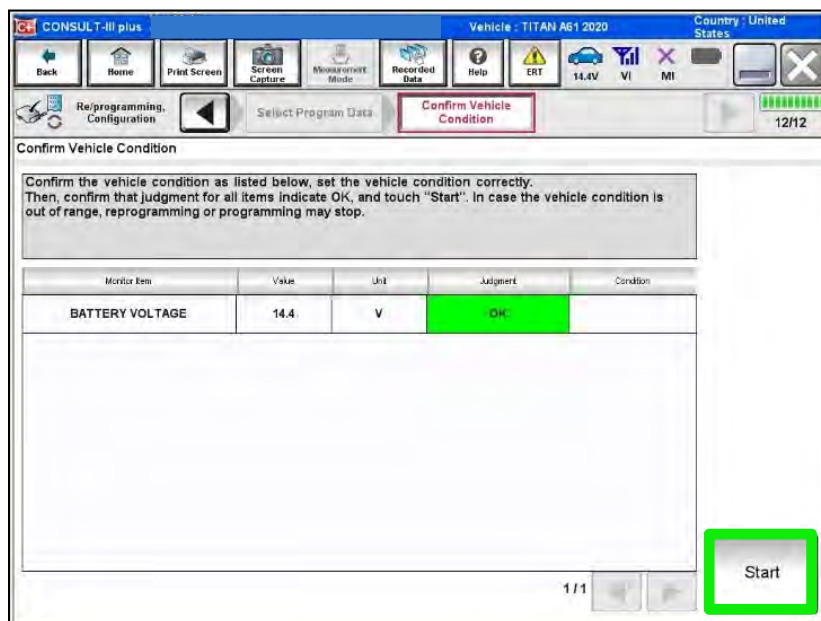 C+ CONSULT-III plus Vehicle : TITAN A61 2020 Country : United States
Back Home Print Screen Screen Capture Measurement Mode Recorded Data Help ERT 14.4V VI MI
Re/programming, Configuration Select Program Data Confirm Vehicle Condition 12/12
Confirm Vehicle Condition
Confirm the vehicle condition as listed below, set the vehicle condition correctly.
Then, confirm that judgment for all items indicate OK, and touch "Start". In case the vehicle condition is
out of range, reprogramming or programming may stop.
Monitor Item Value Unit Judgment Condition
BATTERY VOLTAGE 14.4 V OK
1/1
Start